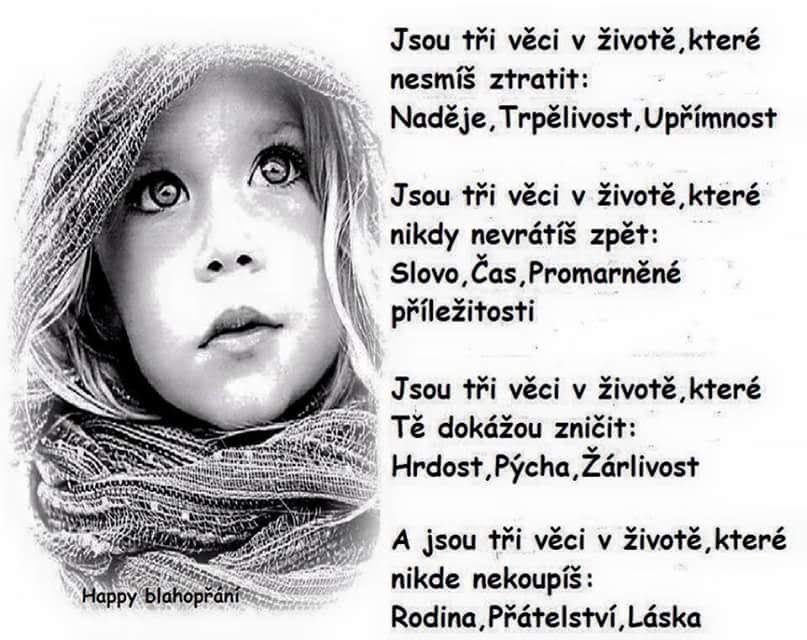 Jsou tři věci v životě,které
nesmíš ztratit:
Naděje,Trpělivost,Upřímnost
Jsou tři věci v životě,které
nikdy nevrátíš zpět:
Slovo,Čas,Promarněné
příležitosti
Jsou tři věci v životě,které
Tě dokážou zničit:
Hrdost,Pýcha,Žárlivost
A jsou tři věci v životě,které
nikde nekoupíš:
Rodina,Přátelství,Láska
Happy blahopřání